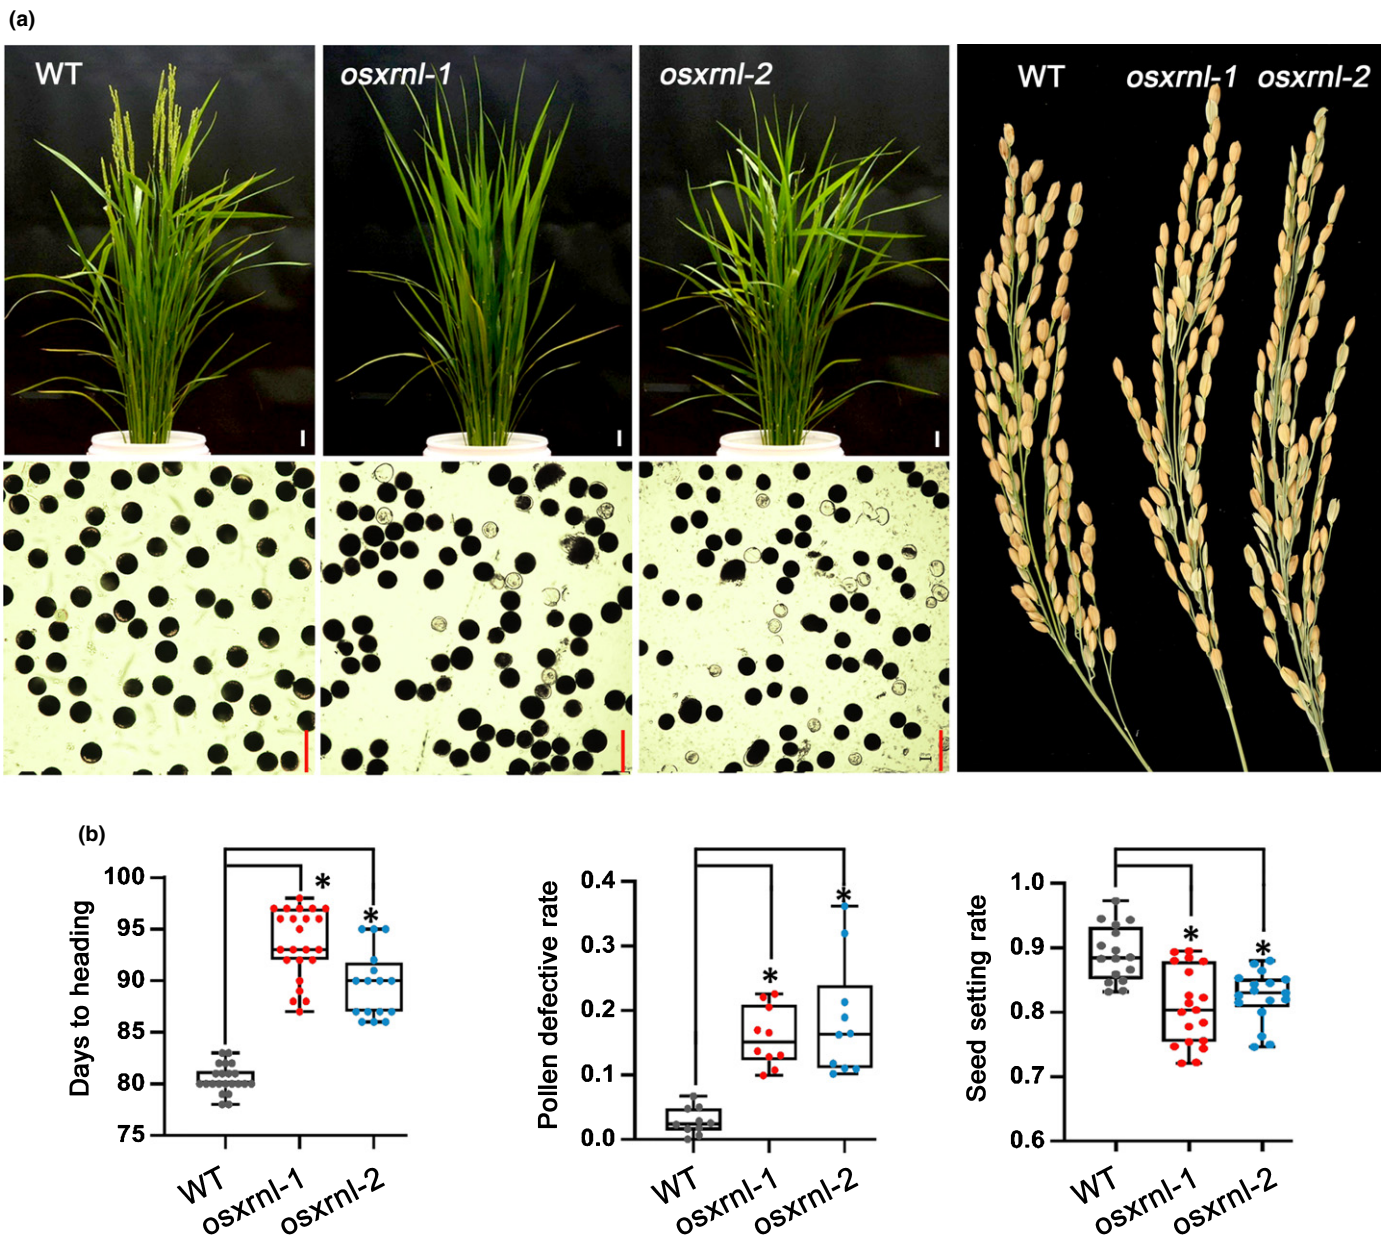 (a)
WT
osxrnl-1
osxrnl-2
WT
osxrnl-1
osxrnl-2
(b)
Days to heading
100
95
90
85
80
75
*
*
WT
osxrnl-1
osxrnl-2
Pollen defective rate
0.4
0.3
0.2
0.1
0.0
*
*
WT
osxrnl-1
osxrnl-2
Seed setting rate
1.0
0.9
0.8
0.7
0.6
*
*
WT
osxrnl-1
osxrnl-2